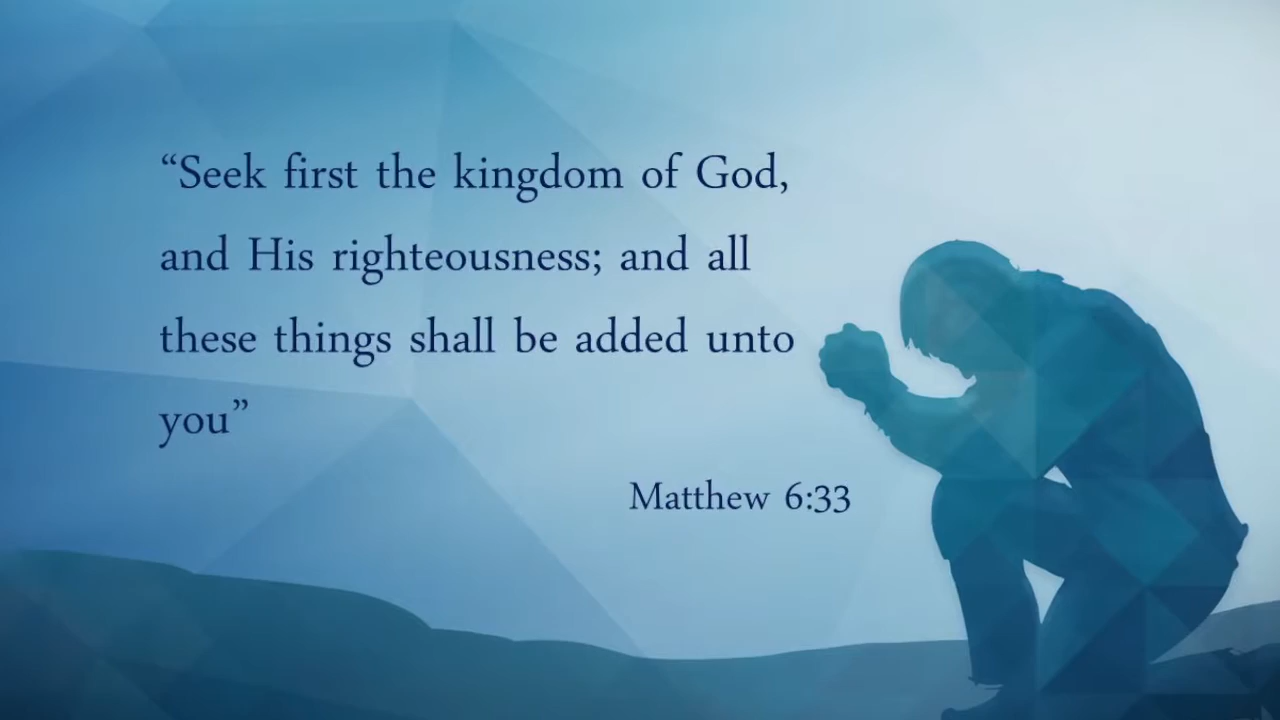 “Seek first the kingdom of God,
and His righteousness; and all
these things shall be added unto
you”
Matthew 6:33